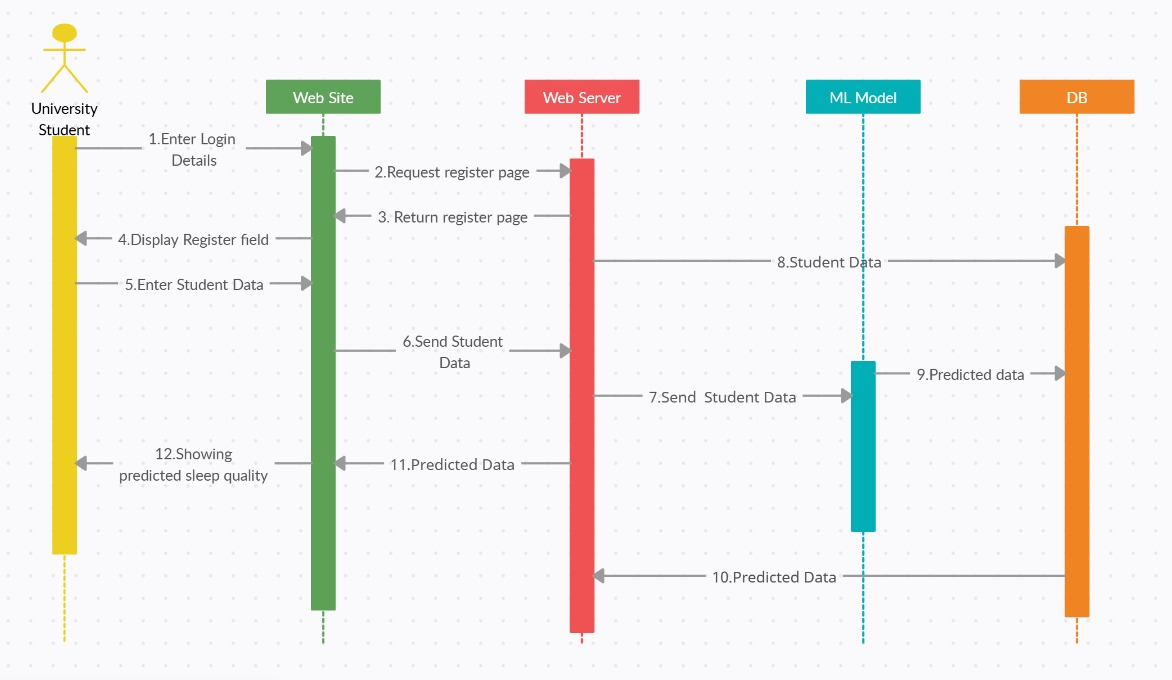 University
Student
Web Site
Web Server
ML Model
DB
1.Enter Login
Details
2.Request register page
3. Return register page
4.Display Register field
8.Student Data
5.Enter Student Data
6.Send Student
Data
9.Predicted data
7.Send  Student Data
12.Showing
predicted sleep quality
11.Predicted Data
10.Predicted Data